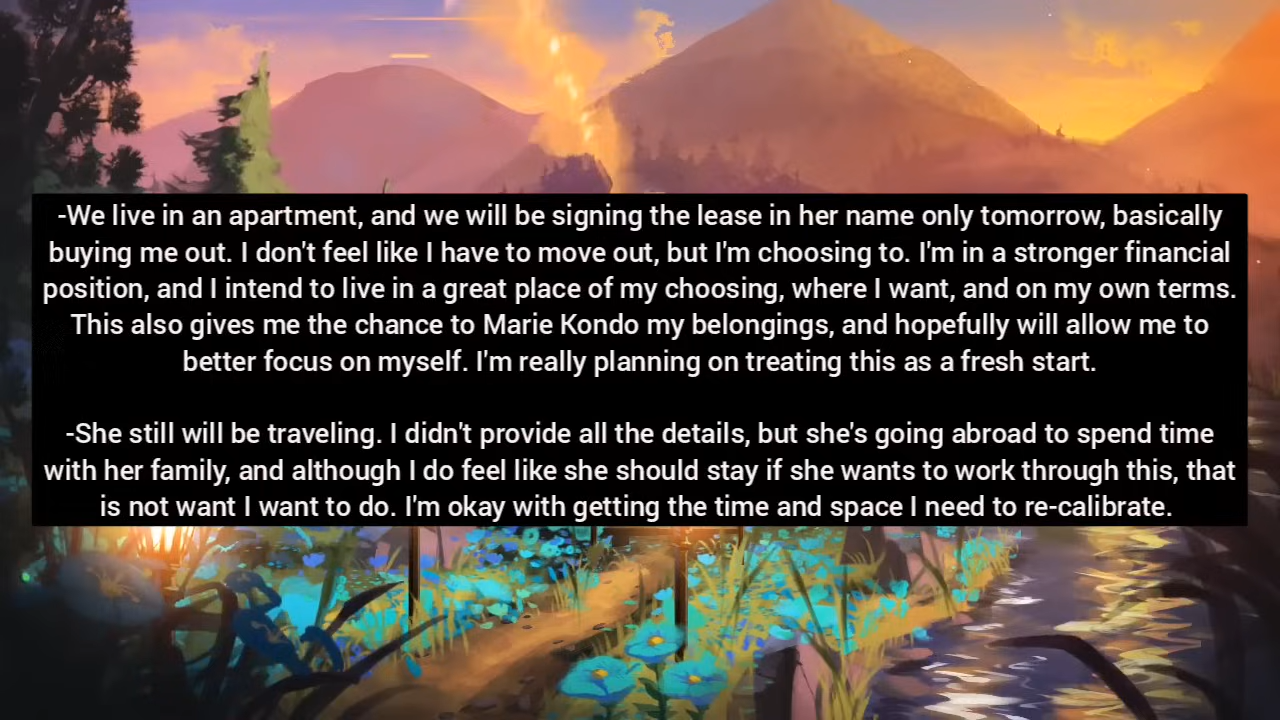 -We live in an apartment, and we will be signing the lease in her name only tomorrow, basically
buying me out. I don't feel like I have to move out, but I'm choosing to. I'm in a stronger financial
position, and I intend to live in a great place of my choosing, where I want, and on my own terms.
This also gives me the chance to Marie Kondo my belongings, and hopefully will allow me to
better focus on myself. I'm really planning on treating this as a fresh start.
-She still will be traveling. I didn't provide all the details, but she's going abroad to spend time
with her family, and although I do feel like she should stay if she wants to work through this, that
is not want I want to do. I'm okay with getting the time and space I need to re-calibrate.